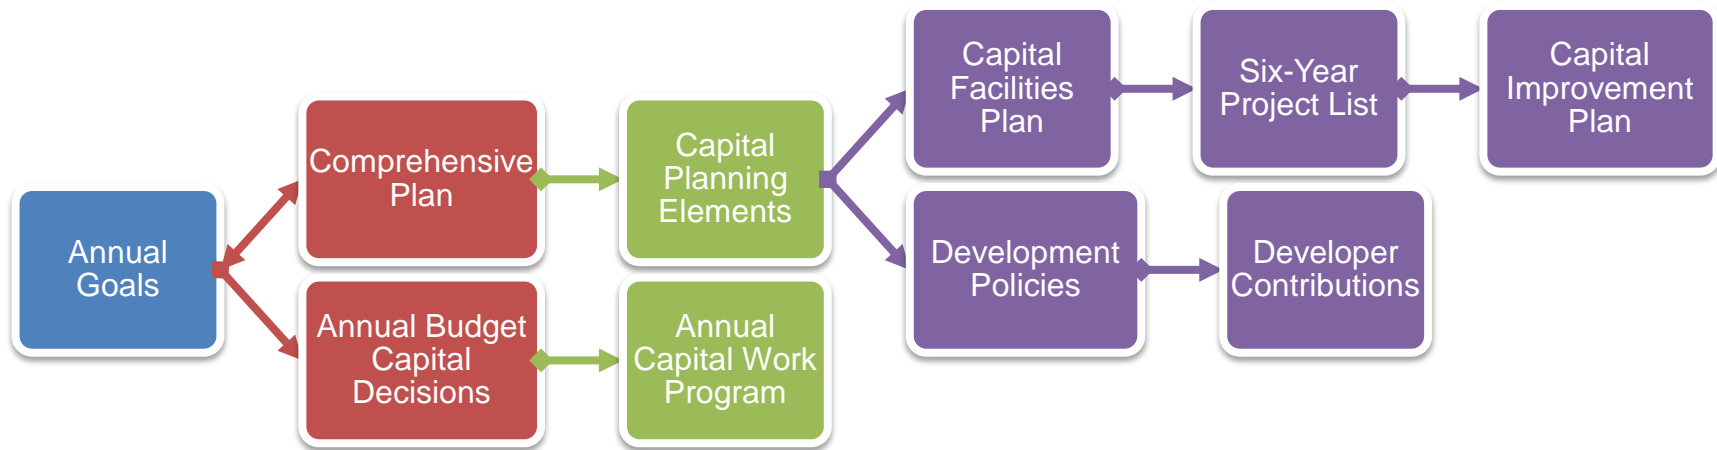 Annual
Goals
Comprehensive
Plan
Annual Budget
Capital
Decisions
Capital
Planning
Elements
Annual
Capital Work
Program
Capital
Facilities
Plan
Six-Year
Project List
Capital
Improvement
Plan
Development
Policies
Developer
Contributions